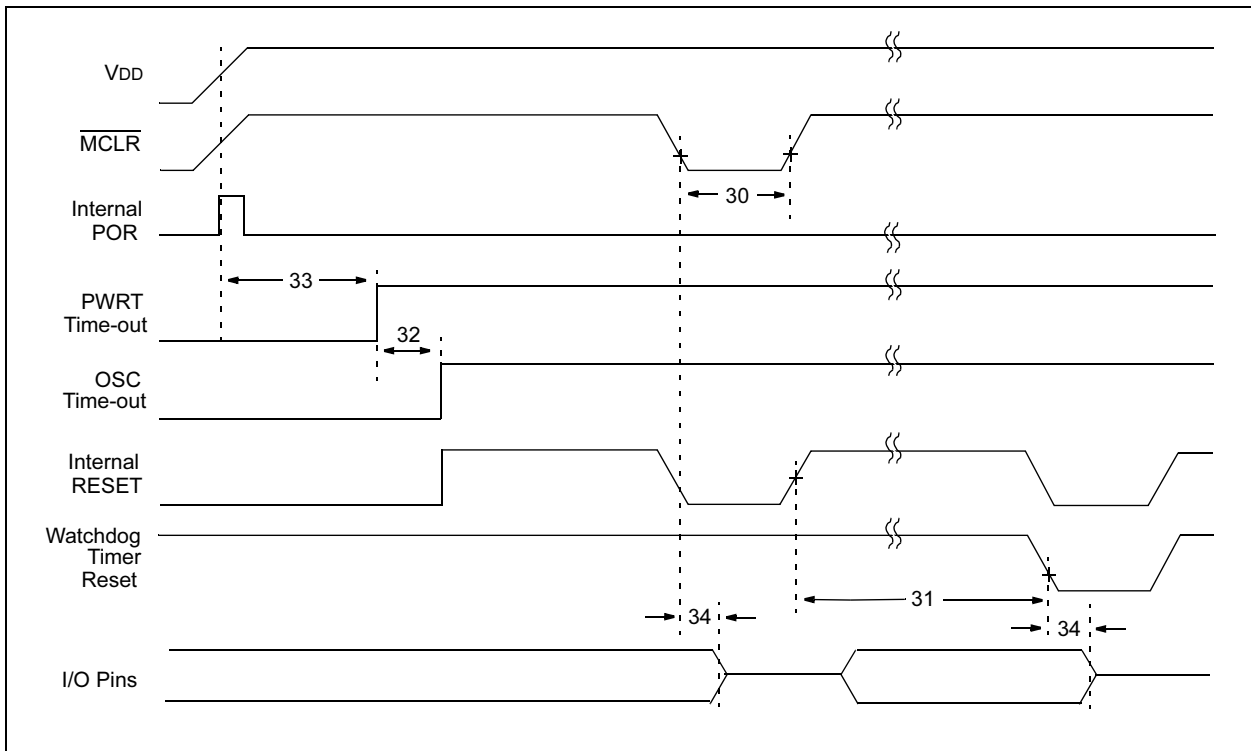 VDD
MCLR
Internal
POR
30
33
PWRT
Time-out
32
OSC
Time-out
Internal
RESET
Watchdog
Timer
Reset
31
34
34
I/O Pins